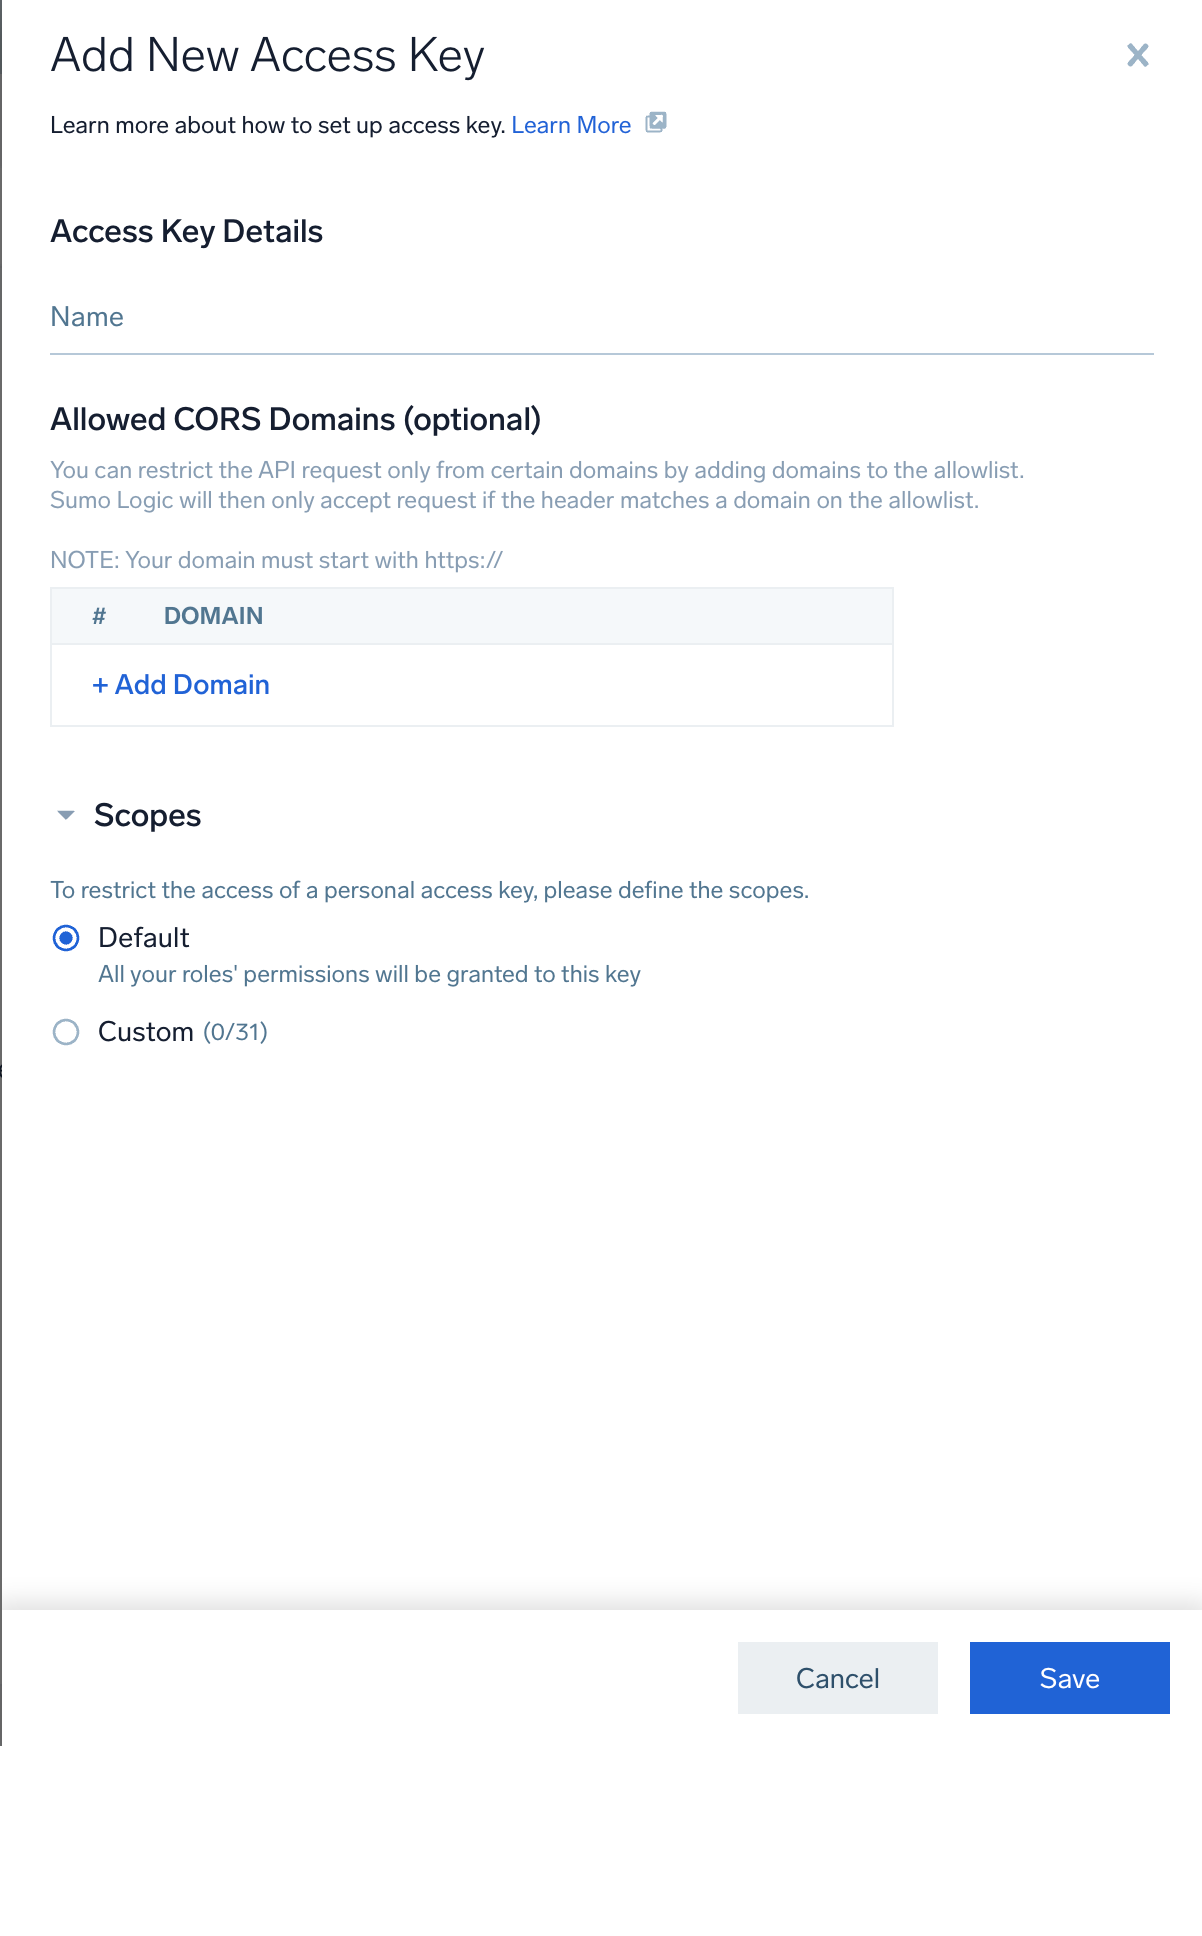 Add New Access Key
Learn more about how to set up access key. Learn More
Access Key Details
Name
Allowed CORS Domains (optional)
You can restrict the API request only from certain domains by adding domains to the allowlist.
Sumo Logic will then only accept request if the header matches a domain on the allowlist.
NOTE: Your domain must start with https://
# DOMAIN
+ Add Domain
Scopes
To restrict the access of a personal access key, please define the scopes.
Default
All your roles' permissions will be granted to this key
Custom (0/31)
Cancel Save